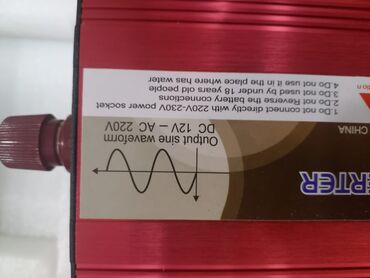 ERTER
CHINA
Output sine waveform
DC 12V – AC 220V
1.Do not connect directly with 220V-230V power socket
2.Do not Reverse the battery connections
3.Do not used by under 18 years old people
4.Do not use it in the place where has water